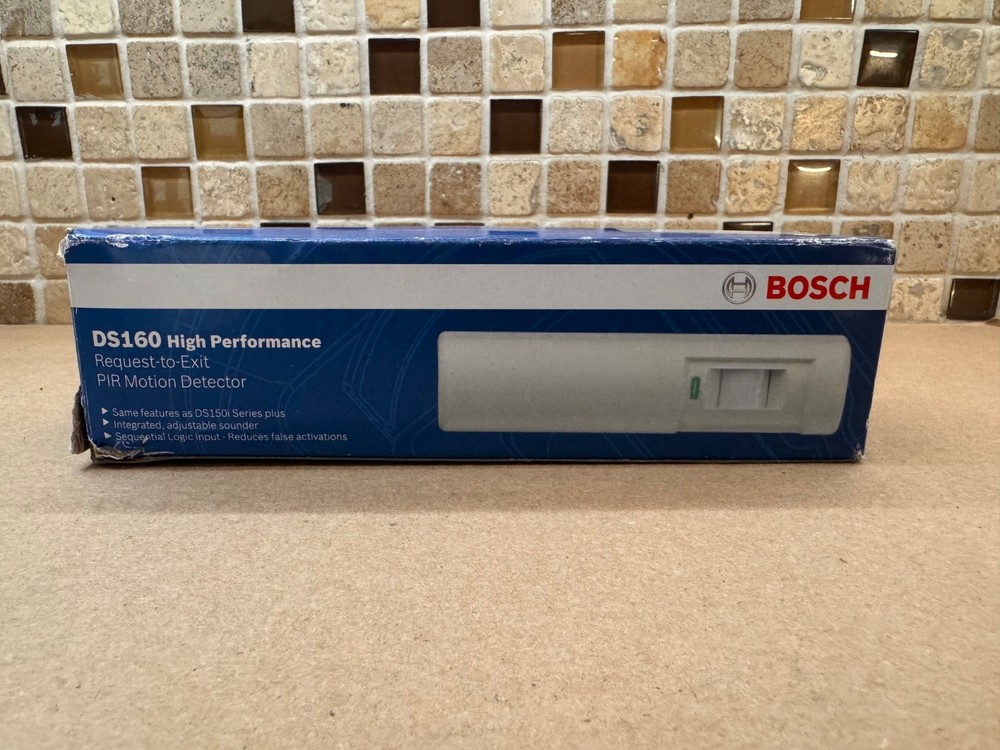 BOSCH
DS160 High Performance
Request-to-Exit
PIR Motion Detector
Same features as DS150i Series plus
Integrated, adjustable sounder
Sequential Logic Input - Reduces false activations